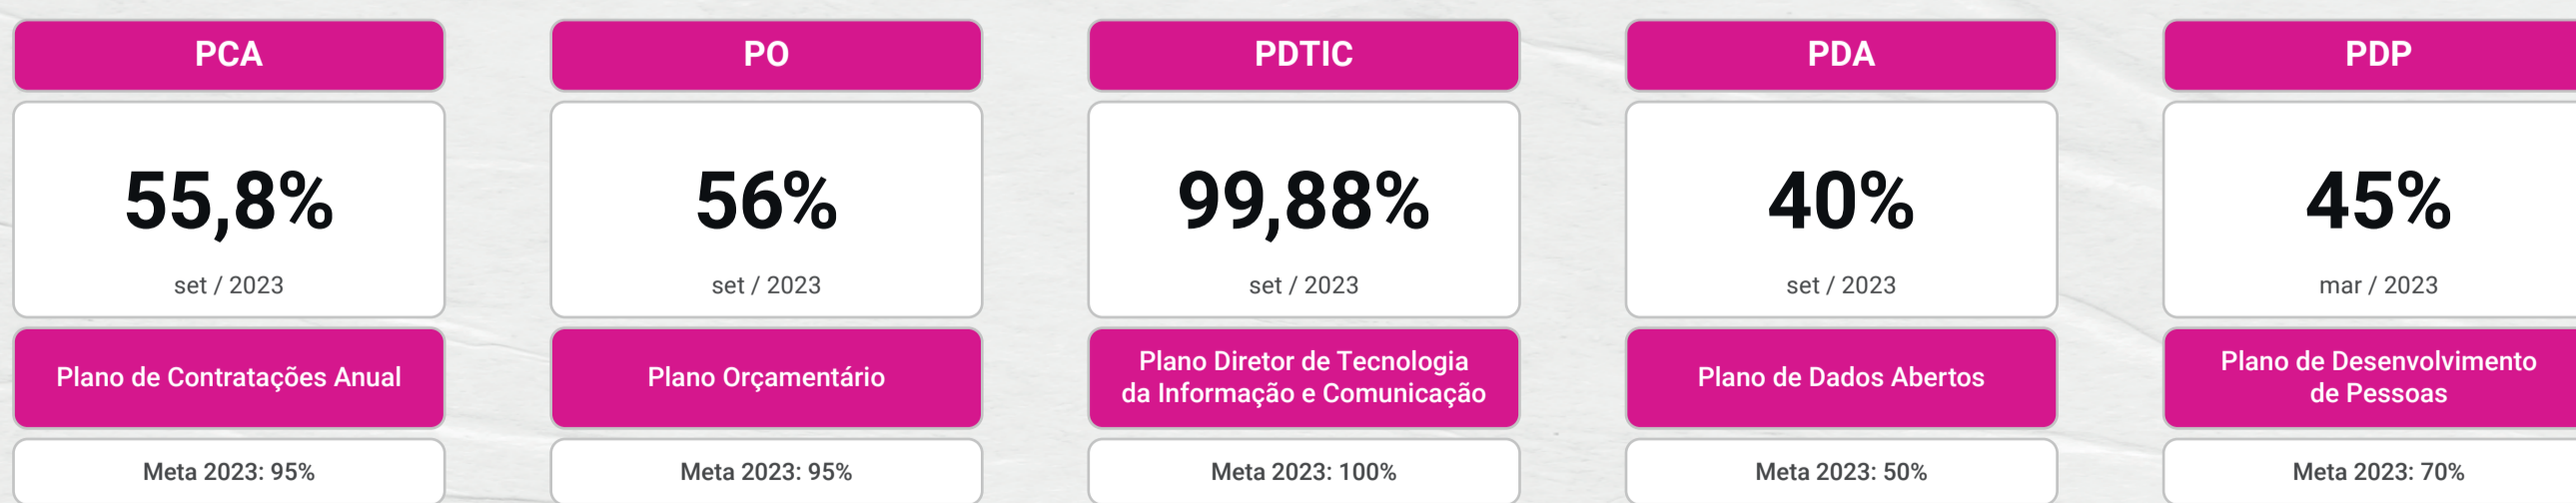 PCA
55,8%
set / 2023
Plano de Contratações Anual
Meta 2023: 95%
PO
56%
set / 2023
Plano Orçamentário
Meta 2023: 95%
PDTIC
99,88%
set / 2023
Plano Diretor de Tecnologia
da Informação e Comunicação
Meta 2023: 100%
PDA
40%
set / 2023
Plano de Dados Abertos
Meta 2023: 50%
PDP
45%
mar / 2023
Plano de Desenvolvimento
de Pessoas
Meta 2023: 70%